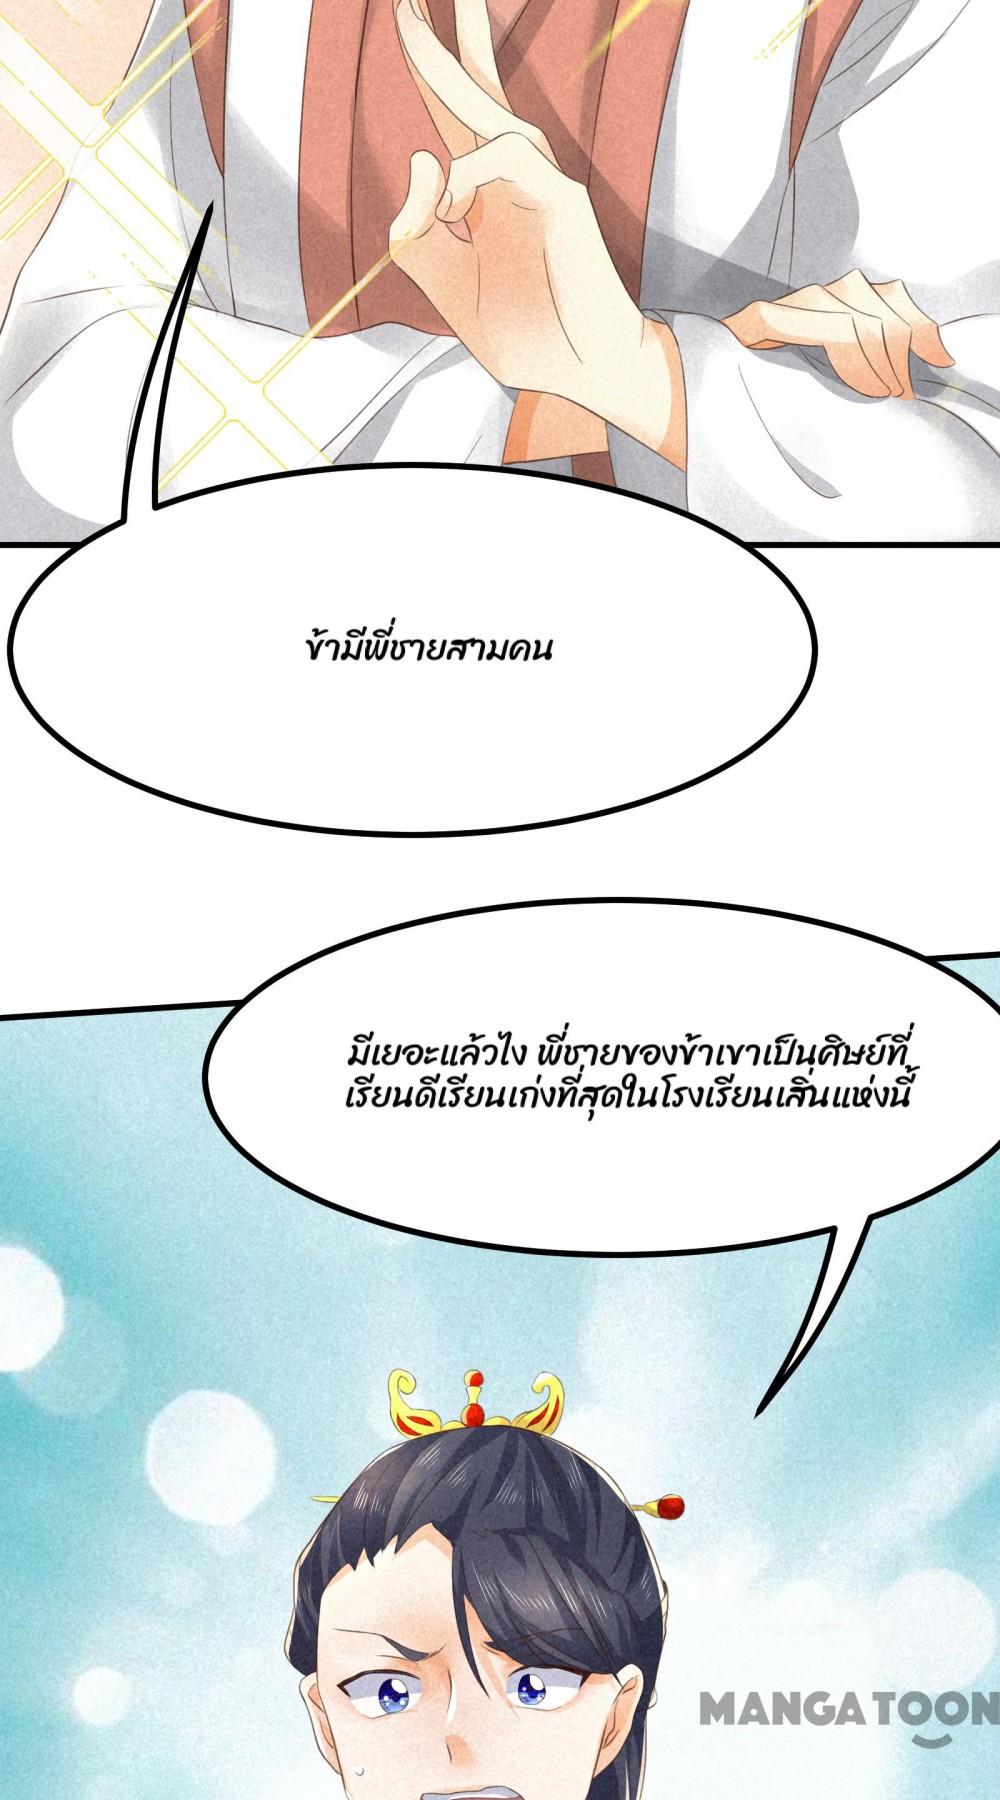 ข้ามีพี่ชายสามคน
มีเยอะแล้วไง พี่ชายของข้าเขาเป็นศิษย์ที่
เรียนดีเรียนเก่งที่สุดในโรงเรียนเสิ่นแห่งนี้
MANGATOON